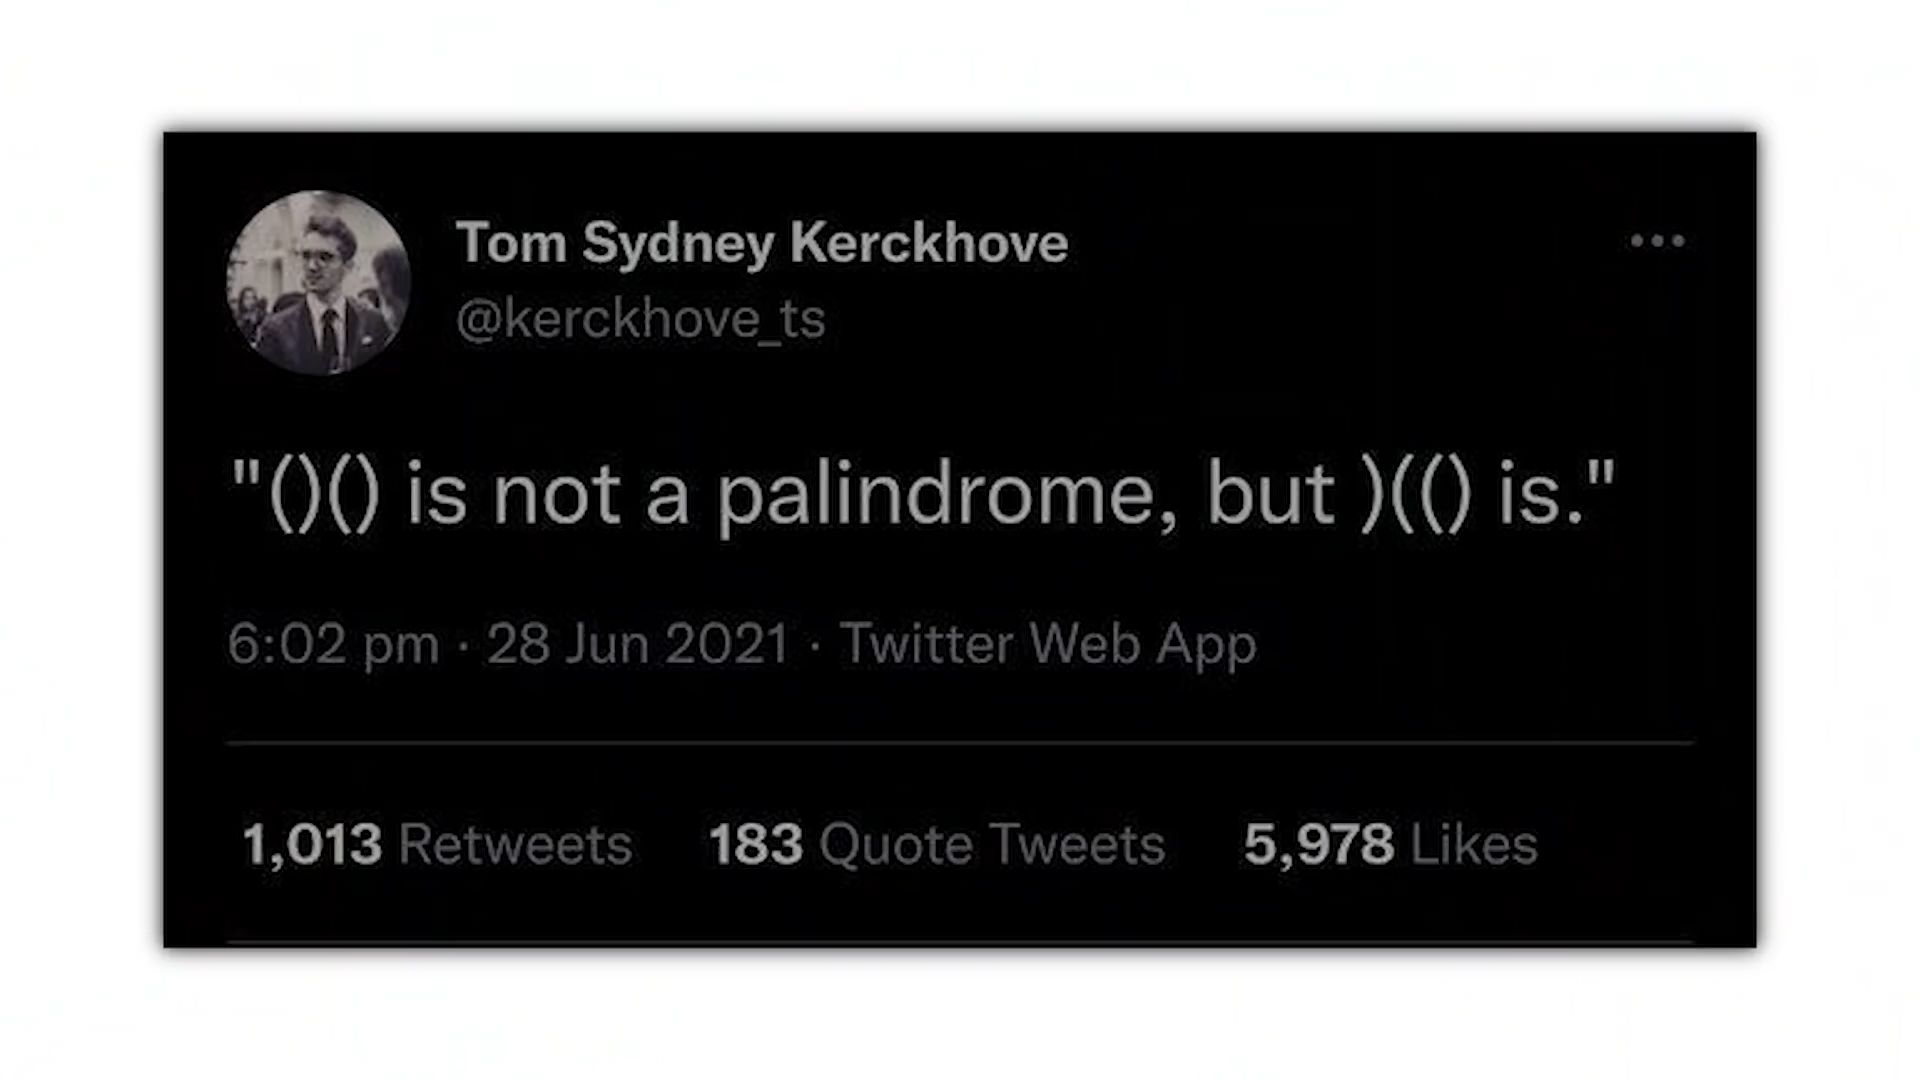 Tom Sydney Kerckhove
@kerckhove_ts
"()() is not a palindrome, but )(() is."
6:02 pm · 28 Jun 2021 · Twitter Web App
1,013 Retweets 183 Quote Tweets 5,978 Likes